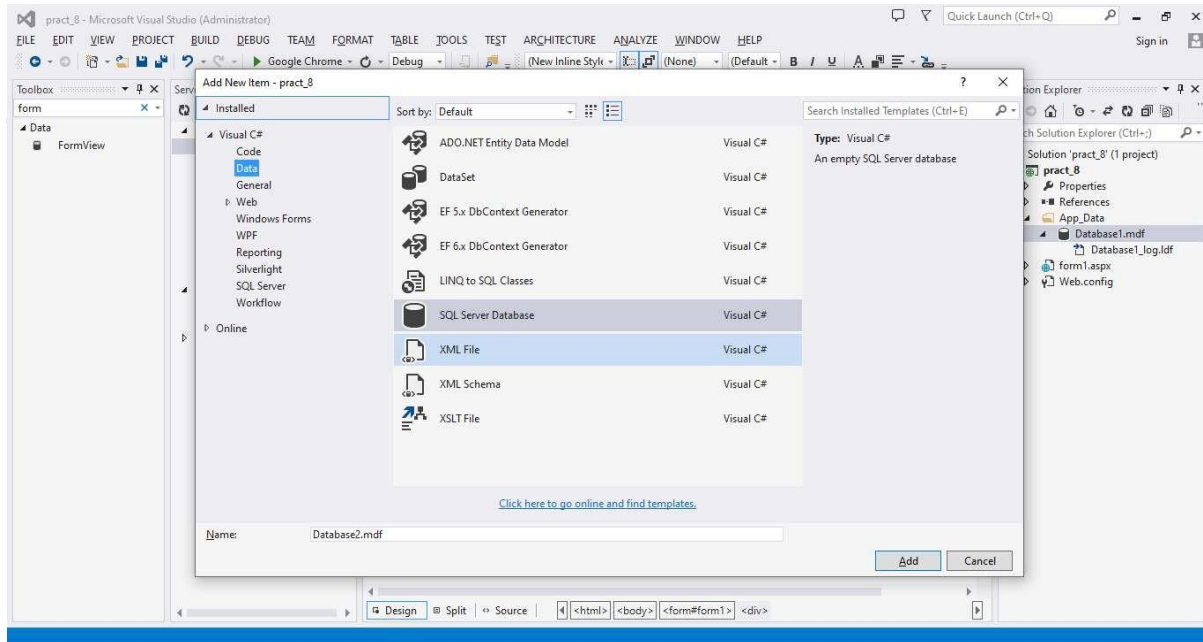 pract_8 - Microsoft Visual Studio (Administrator)
Quick Launch (Ctrl+Q)
FILE EDIT VIEW PROJECT BUILD DEBUG TEAM FORMAT TABLE TOOLS TEST ARCHITECTURE ANALYZE WINDOW HELP
Sign in
Google Chrome Debug (New Inline Style (None) (Default
Toolbox
form
Data
FormView
Serv
Add New Item - pract_8
Installed
Visual C#
Code
Data
General
Web
Windows Forms
WPF
Reporting
Silverlight
SQL Server
Workflow
Online
Sort by: Default
ADO.NET Entity Data Model Visual C#
DataSet Visual C#
EF 5.x DbContext Generator Visual C#
EF 6.x DbContext Generator Visual C#
LINQ to SQL Classes Visual C#
SQL Server Database Visual C#
XML File Visual C#
XML Schema Visual C#
XSLT File Visual C#
Click here to go online and find templates.
Search Installed Templates (Ctrl+E)
Type: Visual C#
An empty SQL Server database
Name: Database2.mdf
Add Cancel
tion Explorer
ch Solution Explorer (Ctrl+;)
Solution 'pract_8' (1 project)
pract_8
Properties
References
App_Data
Database1.mdf
Database1_log.ldf
form1.aspx
Web.config
Design Split Source <html> <body> <form#form1> <div>